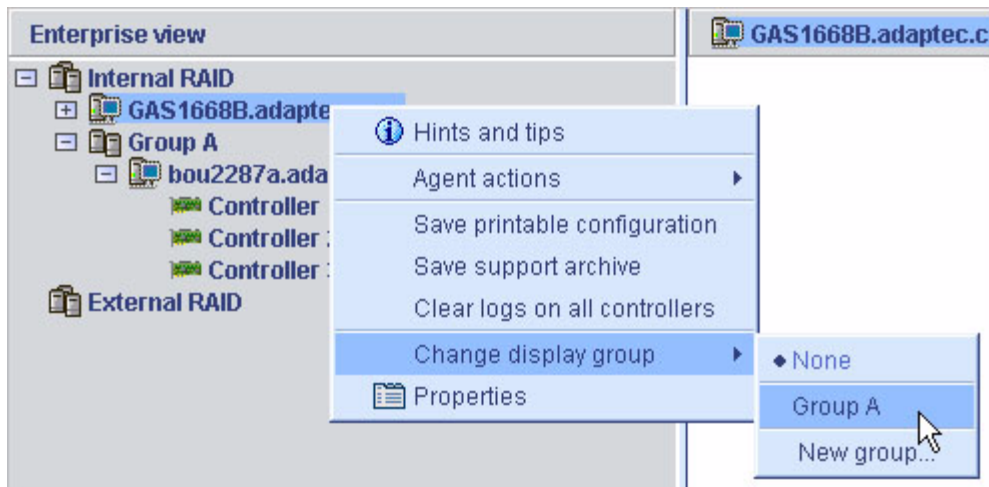 Enterprise view
GAS1668B.adaptec.c
Internal RAID
GAS1668B.adapte
Group A
bou2287a.ada
Controller
Controller
Controller
External RAID
Hints and tips
Agent actions
Save printable configuration
Save support archive
Clear logs on all controllers
Change display group
Properties
None
Group A
New group...